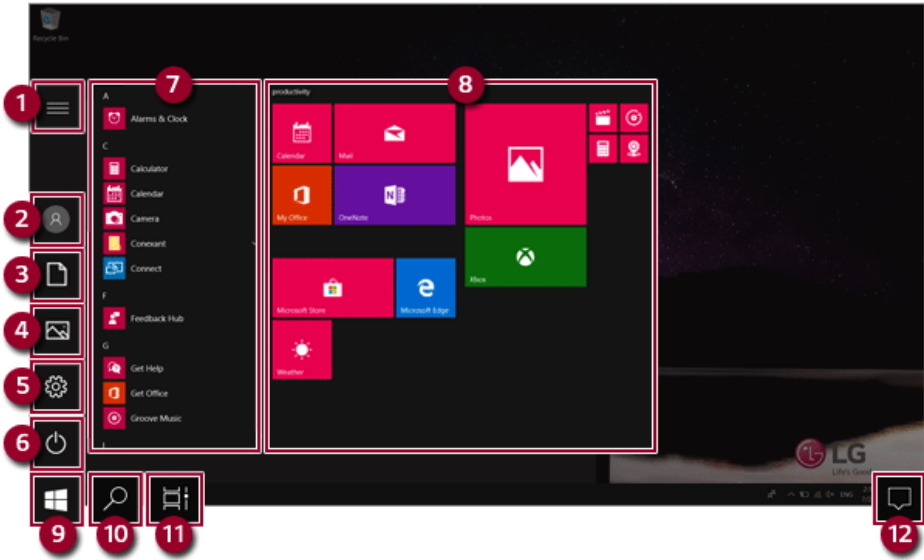 Recycle Bin
1
2
3
4
5
6
7
A
Alarms & Clock
C
Calculator
Calendar
Camera
Conexant
Connect
F
Feedback Hub
G
Get Help
Get Office
Groove Music
8
productivity
Calendar
Mail
My Office
OneNote
Photos
Xbox
Microsoft Store
Microsoft Edge
Weather
LG
Life's Good
ENG
9
10
11
12